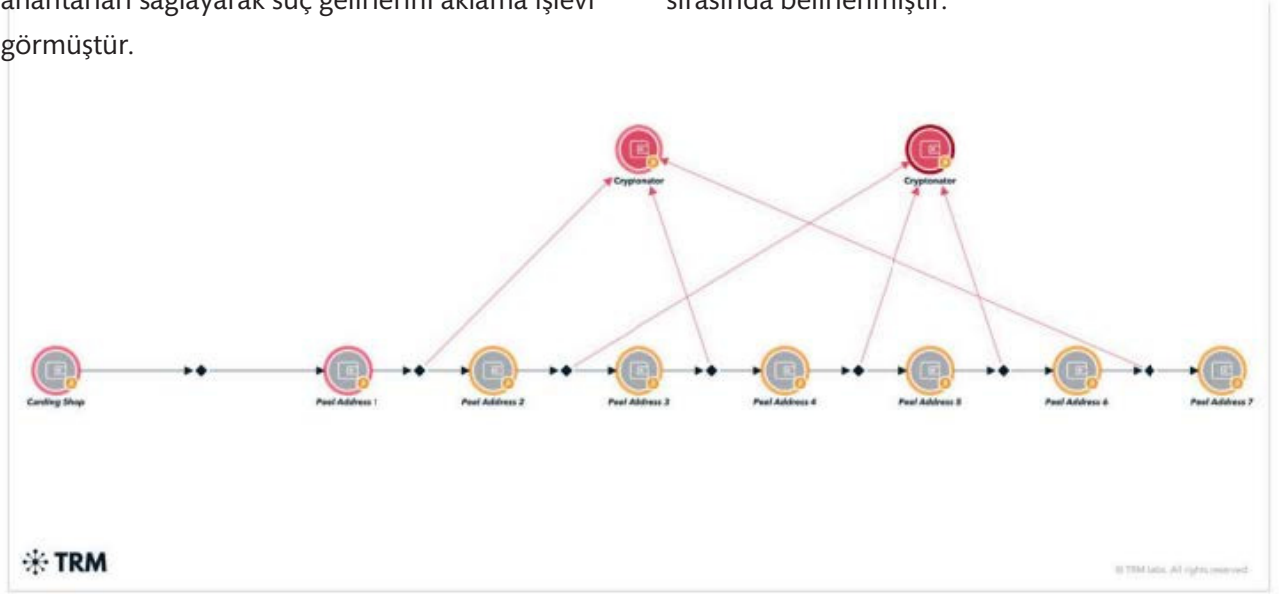 anahtarları sağlayarak suç gelirlerini aklama işlevi
görmüştür.
sırasında belirlenmiştir.
Cryptonator
Cryptonator
Carding Shop
Peel Address 1
Peel Address 2
Peel Address 3
Peel Address 4
Peel Address 5
Peel Address 6
Peel Address 7
TRM
© TRM Labs. All rights reserved.